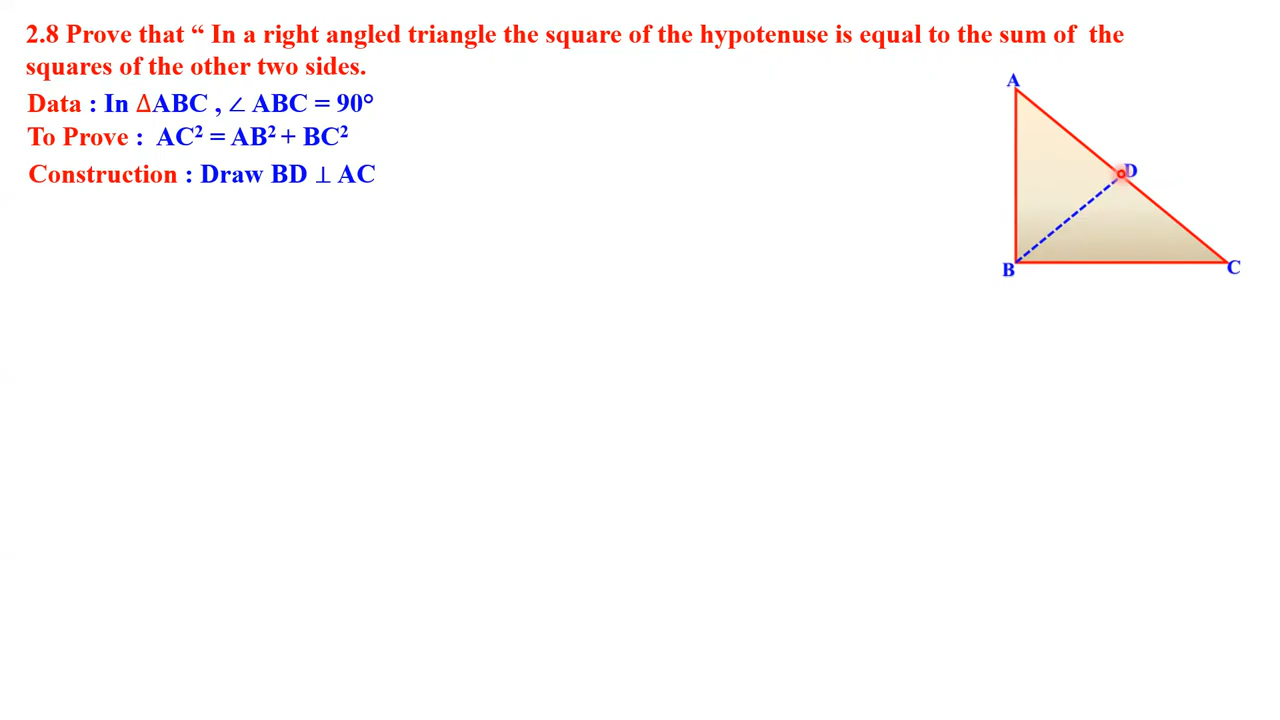 2.8 Prove that “ In a right angled triangle the square of the hypotenuse is equal to the sum of the
squares of the other two sides.
Data : In ∆ABC , ∠ ABC = 90°
To Prove : AC² = AB² + BC²
Construction : Draw BD ⊥ AC
A
D
B
C